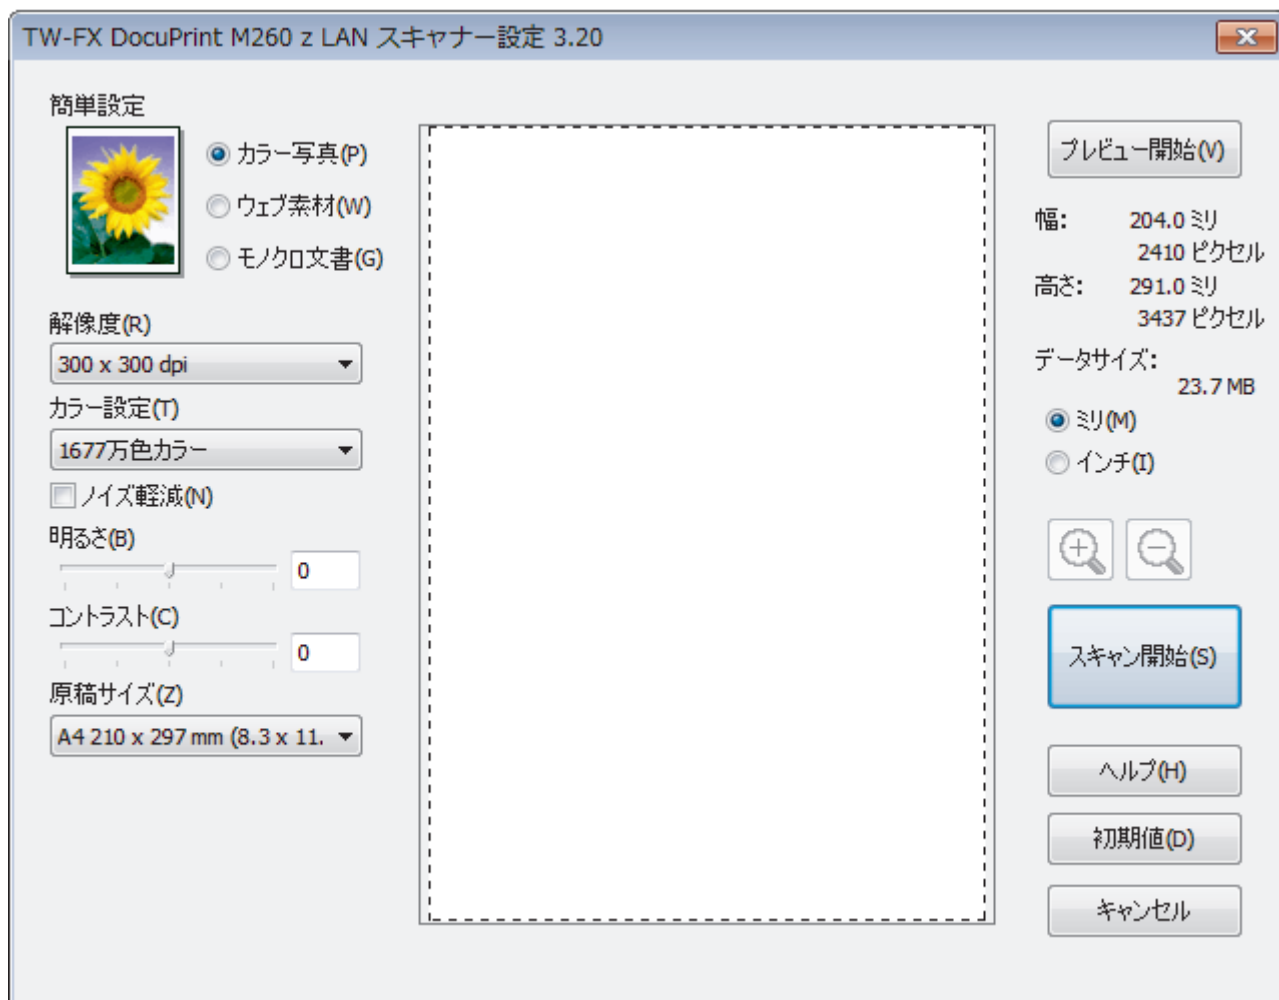 TW-FX DocuPrint M260 z LAN スキャナー設定 3.20
簡単設定
カラー写真(P)
ウェブ素材(W)
モノクロ文書(G)
解像度(R)
300 x 300 dpi
カラー設定(T)
1677万色カラー
ノイズ軽減(N)
明るさ(B)
0
コントラスト(C)
0
原稿サイズ(Z)
A4 210 x 297 mm (8.3 x 11.
プレビュー開始(V)
幅: 204.0 ミリ
2410 ピクセル
高さ: 291.0 ミリ
3437 ピクセル
データサイズ:
23.7 MB
ミリ(M)
インチ(I)
スキャン開始(S)
ヘルプ(H)
初期値(D)
キャンセル